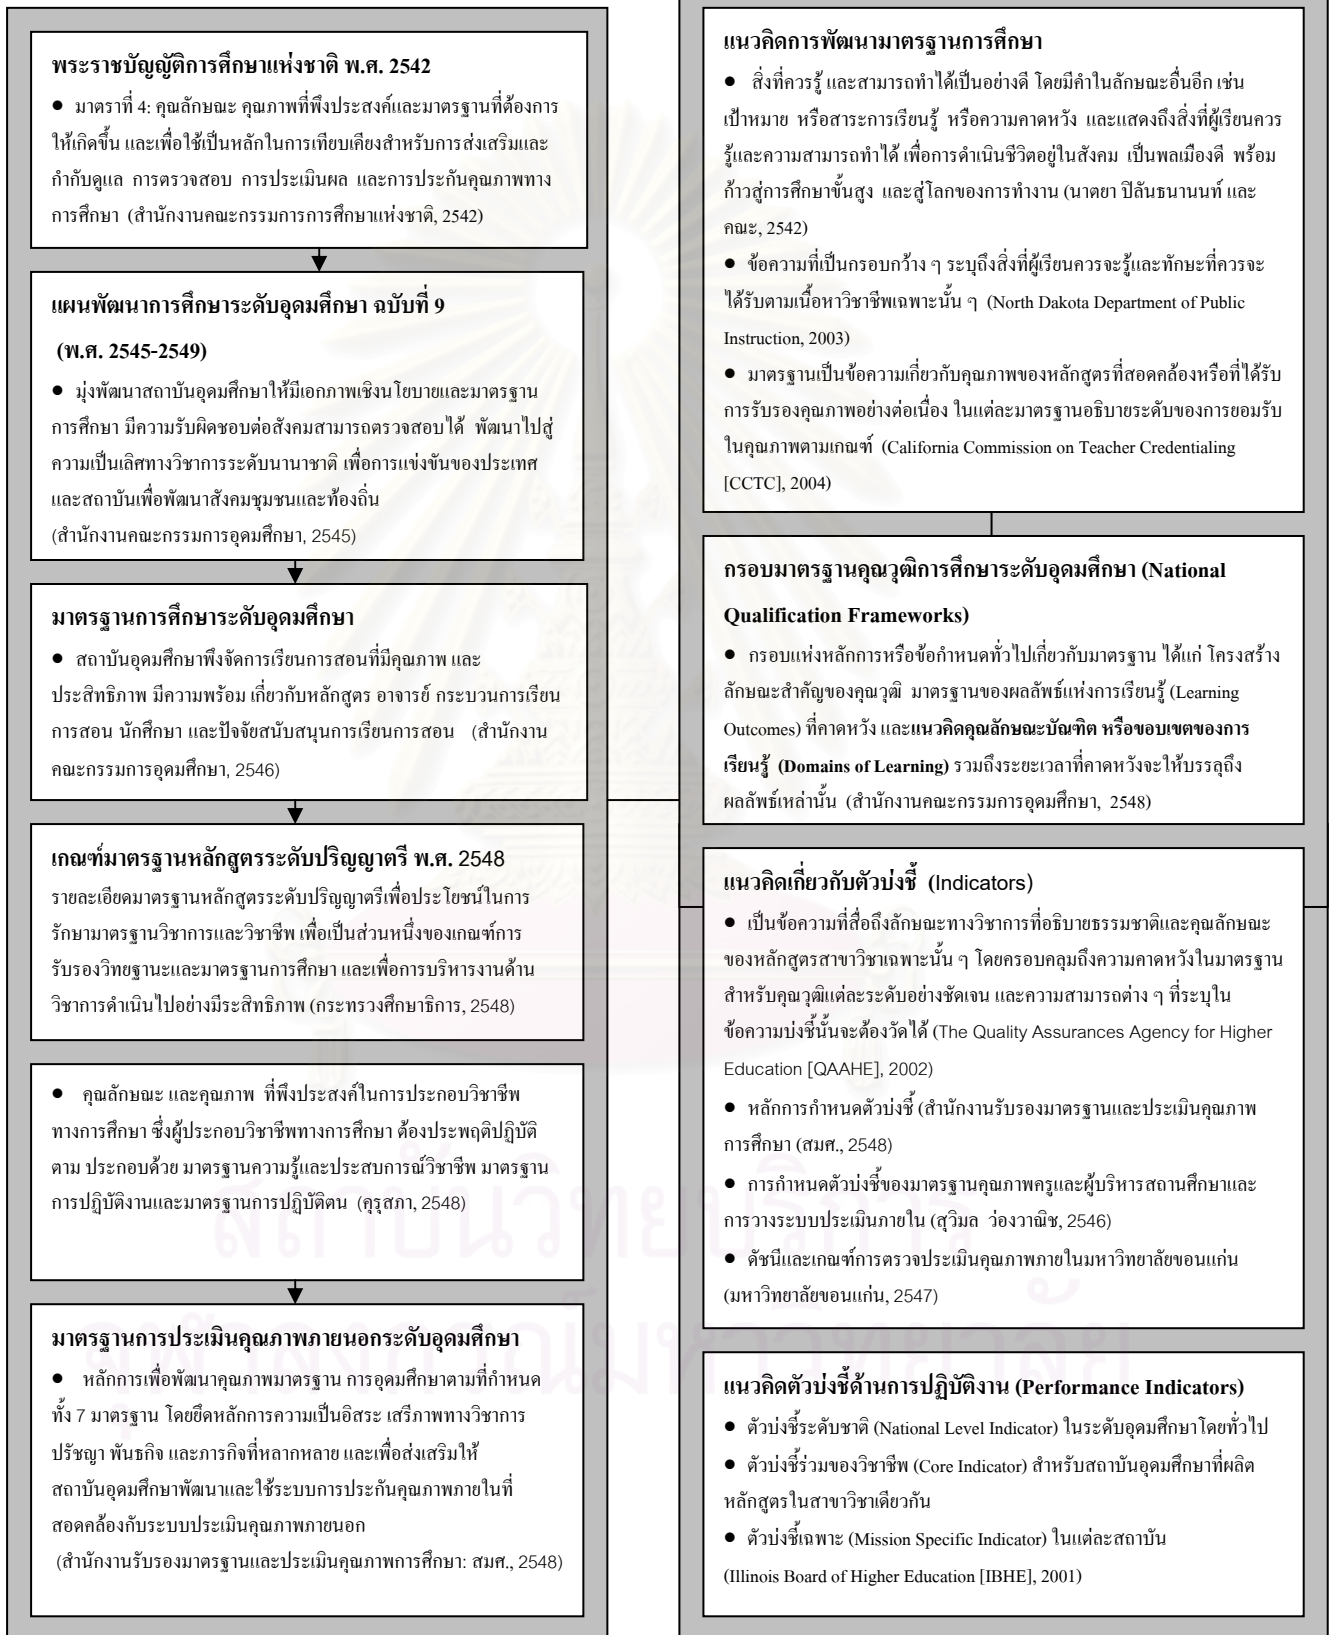 พระราชบัญญัติการศึกษาแห่งชาติ พ.ศ. 2542
● มาตราที่ 4: คุณลักษณะ คุณภาพที่พึงประสงค์และมาตรฐานที่ต้องการ
ให้เกิดขึ้น และเพื่อใช้เป็นหลักในการเทียบเคียงสำหรับการส่งเสริมและ
กำกับดูแล การตรวจสอบ การประเมินผล และการประกันคุณภาพทาง
การศึกษา (สำนักงานคณะกรรมการการศึกษาแห่งชาติ, 2542)
แผนพัฒนาการศึกษาระดับอุดมศึกษา ฉบับที่ 9
(พ.ศ. 2545-2549)
● มุ่งพัฒนาสถาบันอุดมศึกษาให้มีเอกภาพเชิงนโยบายและมาตรฐาน
การศึกษา มีความรับผิดชอบต่อสังคมสามารถตรวจสอบได้ พัฒนาไปสู่
ความเป็นเลิศทางวิชาการระดับนานาชาติ เพื่อการแข่งขันของประเทศ
และสถาบันเพื่อพัฒนาสังคมชุมชนและท้องถิ่น
(สำนักงานคณะกรรมการอุดมศึกษา, 2545)
มาตรฐานการศึกษาระดับอุดมศึกษา
● สถาบันอุดมศึกษาพึงจัดการเรียนการสอนที่มีคุณภาพ และ
ประสิทธิภาพ มีความพร้อม เกี่ยวกับหลักสูตร อาจารย์ กระบวนการเรียน
การสอน นักศึกษา และปัจจัยสนับสนุนการเรียนการสอน (สำนักงาน
คณะกรรมการอุดมศึกษา, 2546)
เกณฑ์มาตรฐานหลักสูตรระดับปริญญาตรี พ.ศ. 2548
รายละเอียดมาตรฐานหลักสูตรระดับปริญญาตรีเพื่อประโยชน์ในการ
รักษามาตรฐานวิชาการและวิชาชีพ เพื่อเป็นส่วนหนึ่งของเกณฑ์การ
รับรองวิทยฐานะและมาตรฐานการศึกษา และเพื่อการบริหารงานด้าน
วิชาการดำเนินไปอย่างมีระสิทธิภาพ (กระทรวงศึกษาธิการ, 2548)
● คุณลักษณะ และคุณภาพ ที่พึงประสงค์ในการประกอบวิชาชีพ
ทางการศึกษา ซึ่งผู้ประกอบวิชาชีพทางการศึกษา ต้องประพฤติปฏิบัติ
ตาม ประกอบด้วย มาตรฐานความรู้และประสบการณ์วิชาชีพ มาตรฐาน
การปฏิบัติงานและมาตรฐานการปฏิบัติตน (คุรุสภา, 2548)
มาตรฐานการประเมินคุณภาพภายนอกระดับอุดมศึกษา
● หลักการเพื่อพัฒนาคุณภาพมาตรฐาน การอุดมศึกษาตามที่กำหนด
ทั้ง 7 มาตรฐาน โดยยึดหลักการความเป็นอิสระ เสรีภาพทางวิชาการ
ปรัชญา พันธกิจ และภารกิจที่หลากหลาย และเพื่อส่งเสริมให้
สถาบันอุดมศึกษาพัฒนาและใช้ระบบการประกันคุณภาพภายในที่
สอดคล้องกับระบบประเมินคุณภาพภายนอก
(สำนักงานรับรองมาตรฐานและประเมินคุณภาพการศึกษา: สมศ., 2548)
แนวคิดการพัฒนามาตรฐานการศึกษา
● สิ่งที่ควรรู้ และสามารถทำได้เป็นอย่างดี โดยมีคำในลักษณะอื่นอีก เช่น
เป้าหมาย หรือสาระการเรียนรู้ หรือความคาดหวัง และแสดงถึงสิ่งที่ผู้เรียนควร
รู้และความสามารถทำได้ เพื่อการดำเนินชีวิตอยู่ในสังคม เป็นพลเมืองดี พร้อม
ก้าวสู่การศึกษาขั้นสูง และสู่โลกของการทำงาน (นาตยา ปิลันธนานนท์ และ
คณะ, 2542)
● ข้อความที่เป็นกรอบกว้าง ๆ ระบุถึงสิ่งที่ผู้เรียนควรจะรู้และทักษะที่ควรจะ
ได้รับตามเนื้อหาวิชาชีพเฉพาะนั้น ๆ (North Dakota Department of Public
Instruction, 2003)
● มาตรฐานเป็นข้อความเกี่ยวกับคุณภาพของหลักสูตรที่สอดคล้องหรือที่ได้รับ
การรับรองคุณภาพอย่างต่อเนื่อง ในแต่ละมาตรฐานอธิบายระดับของการยอมรับ
ในคุณภาพตามเกณฑ์ (California Commission on Teacher Credentialing
[CCTC], 2004)
กรอบมาตรฐานคุณวุฒิการศึกษาระดับอุดมศึกษา (National
Qualification Frameworks)
● กรอบแห่งหลักการหรือข้อกำหนดทั่วไปเกี่ยวกับมาตรฐาน ได้แก่ โครงสร้าง
ลักษณะสำคัญของคุณวุฒิ มาตรฐานของผลลัพธ์แห่งการเรียนรู้ (Learning
Outcomes) ที่คาดหวัง และแนวคิดคุณลักษณะบัณฑิต หรือขอบเขตของการ
เรียนรู้ (Domains of Learning) รวมถึงระยะเวลาที่คาดหวังจะให้บรรลุถึง
ผลลัพธ์เหล่านั้น (สำนักงานคณะกรรมการอุดมศึกษา, 2548)
แนวคิดเกี่ยวกับตัวบ่งชี้ (Indicators)
● เป็นข้อความที่สื่อถึงลักษณะทางวิชาการที่อธิบายธรรมชาติและคุณลักษณะ
ของหลักสูตรสาขาวิชาเฉพาะนั้น ๆ โดยครอบคลุมถึงความคาดหวังในมาตรฐาน
สำหรับคุณวุฒิแต่ละระดับอย่างชัดเจน และความสามารถต่าง ๆ ที่ระบุใน
ข้อความบ่งชี้นั้นจะต้องวัดได้ (The Quality Assurances Agency for Higher
Education [QAAHE], 2002)
● หลักการกำหนดตัวบ่งชี้ (สำนักงานรับรองมาตรฐานและประเมินคุณภาพ
การศึกษา (สมศ., 2548)
● การกำหนดตัวบ่งชี้ของมาตรฐานคุณภาพครูและผู้บริหารสถานศึกษาและ
การวางระบบประเมินภายใน (สุวิมล ว่องวาณิช, 2546)
● ดัชนีและเกณฑ์การตรวจประเมินคุณภาพภายในมหาวิทยาลัยขอนแก่น
(มหาวิทยาลัยขอนแก่น, 2547)
แนวคิดตัวบ่งชี้ด้านการปฏิบัติงาน (Performance Indicators)
● ตัวบ่งชี้ระดับชาติ (National Level Indicator) ในระดับอุดมศึกษาโดยทั่วไป
● ตัวบ่งชี้ร่วมของวิชาชีพ (Core Indicator) สำหรับสถาบันอุดมศึกษาที่ผลิต
หลักสูตรในสาขาวิชาเดียวกัน
● ตัวบ่งชี้เฉพาะ (Mission Specific Indicator) ในแต่ละสถาบัน
(Illinois Board of Higher Education [IBHE], 2001)
สถาบันวิทยบริการ
จุฬาลงกรณ์มหาวิทยาลัย